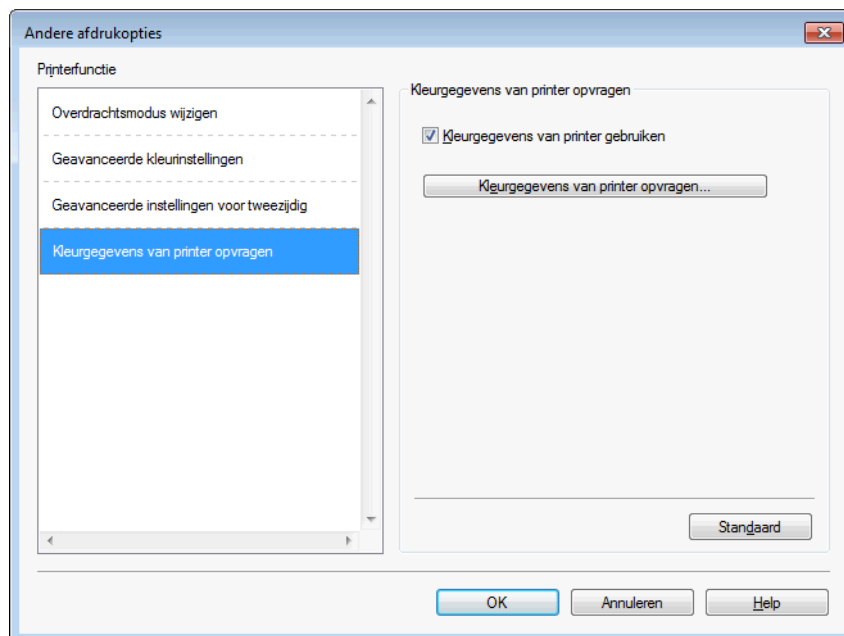 Andere afdrukopties
Printerfunctie
Overdrachtsmodus wijzigen
Geavanceerde kleurinstellingen
Geavanceerde instellingen voor tweezijdig
Kleurgegevens van printer opvragen
Kleurgegevens van printer opvragen
Kleurgegevens van printer gebruiken
Kleurgegevens van printer opvragen...
Standaard
OK
Annuleren
Help